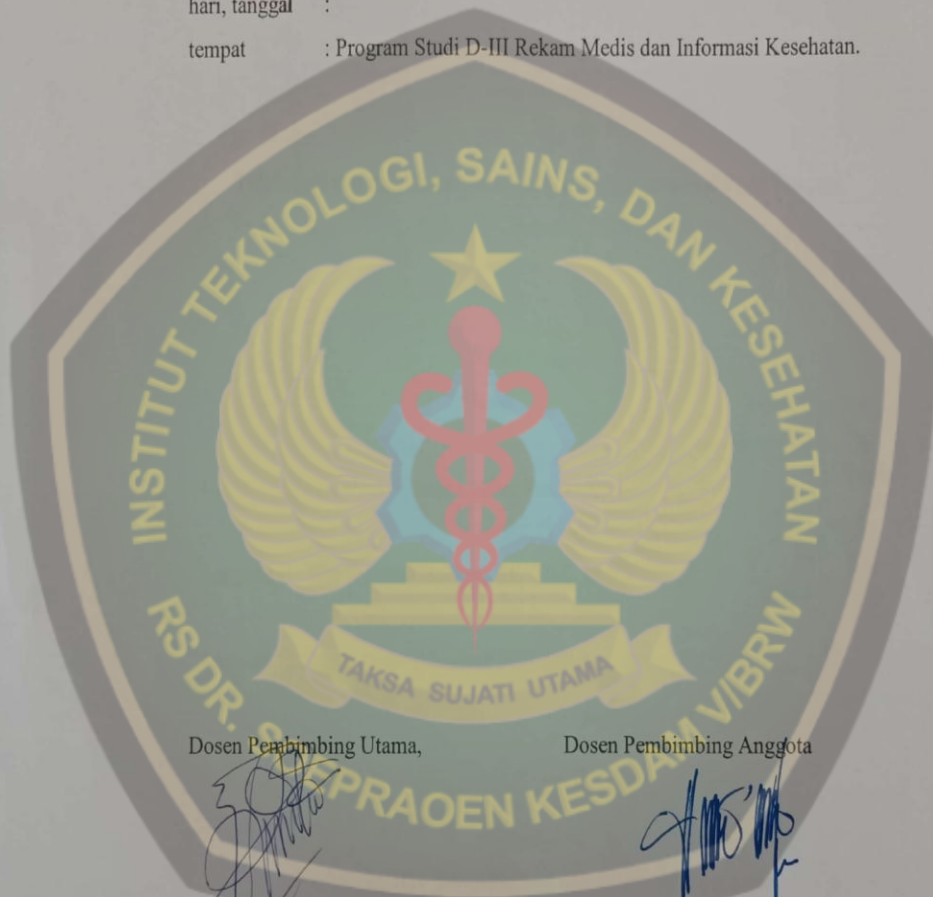 hari, tanggal :
tempat : Program Studi D-III Rekam Medis dan Informasi Kesehatan.
INSTITUT TEKNOLOGI, SAINS, DAN KESEHATAN
TAKSA SUJATI UTAMA
RS DR. SOEPRAOEN KESDAM V/BRW
Dosen Pembimbing Utama, Dosen Pembimbing Anggota